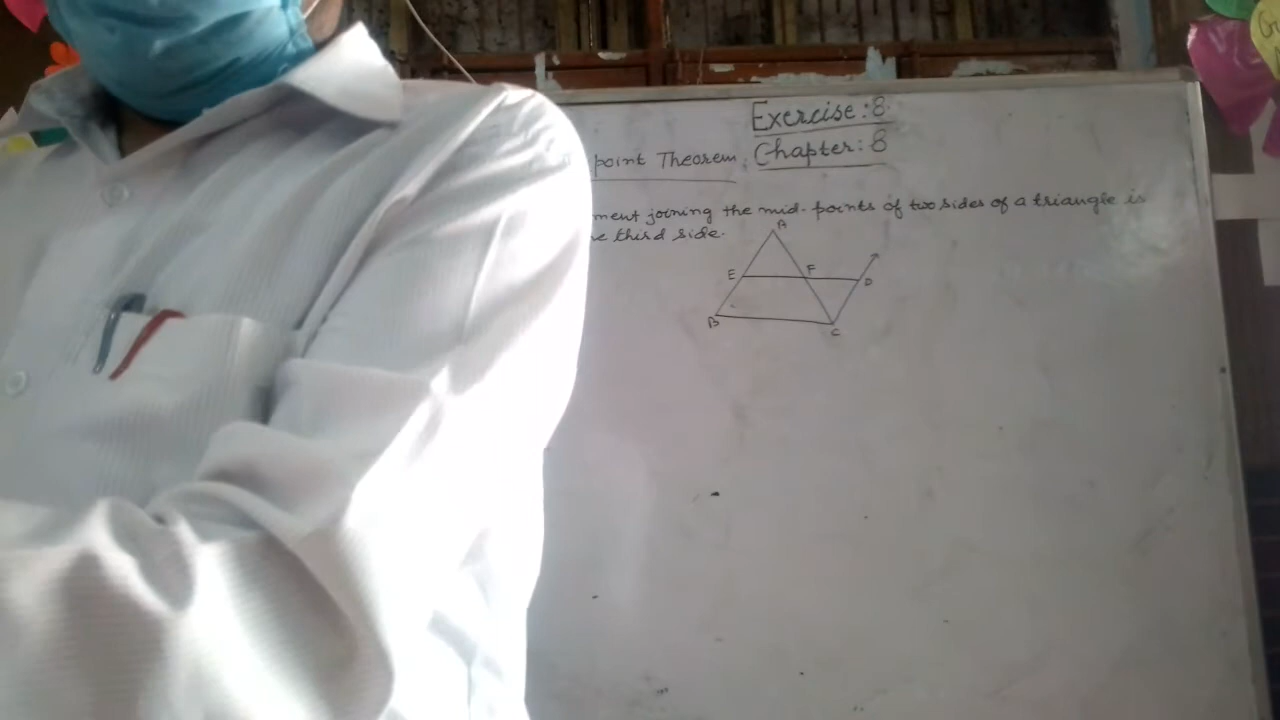 Exercise: 8.
point Theorem. Chapter: 8
ment joining the mid-points of two sides of a triangle is
third side.
A
E F D
B C